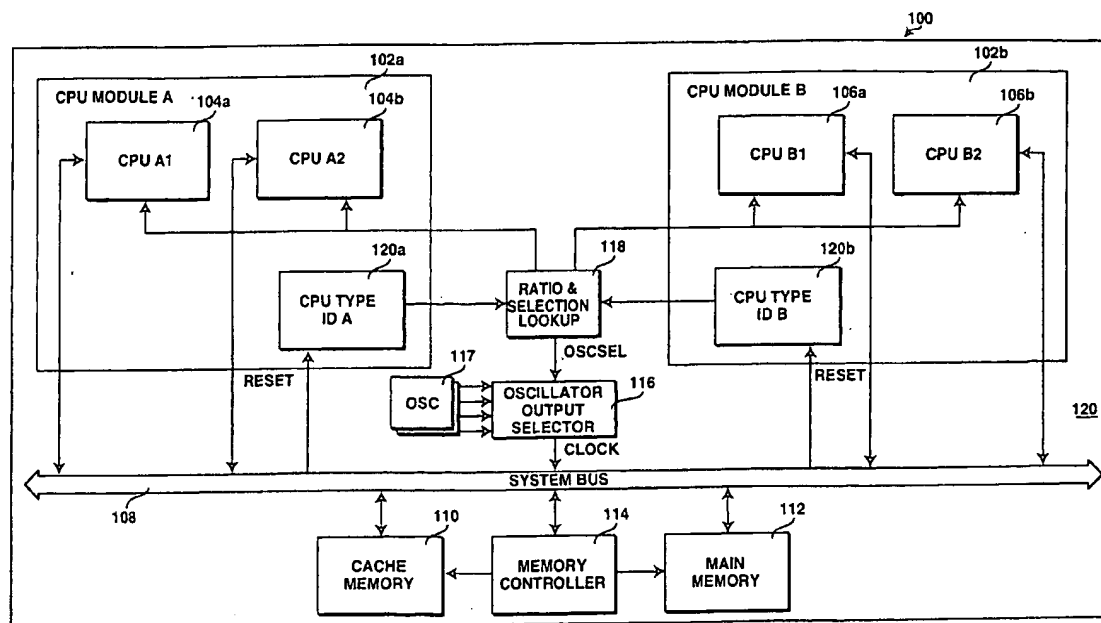 100
102a
CPU MODULE A
104a
104b
CPU A1
CPU A2
102b
CPU MODULE B
106a
106b
CPU B1
CPU B2
120a
CPU TYPE
ID A
118
RATIO &
SELECTION
LOOKUP
120b
CPU TYPE
ID B
OSCSEL
RESET
117
OSC
116
OSCILLATOR
OUTPUT
SELECTOR
RESET
CLOCK
120
SYSTEM BUS
108
110
CACHE
MEMORY
114
MEMORY
CONTROLLER
112
MAIN
MEMORY